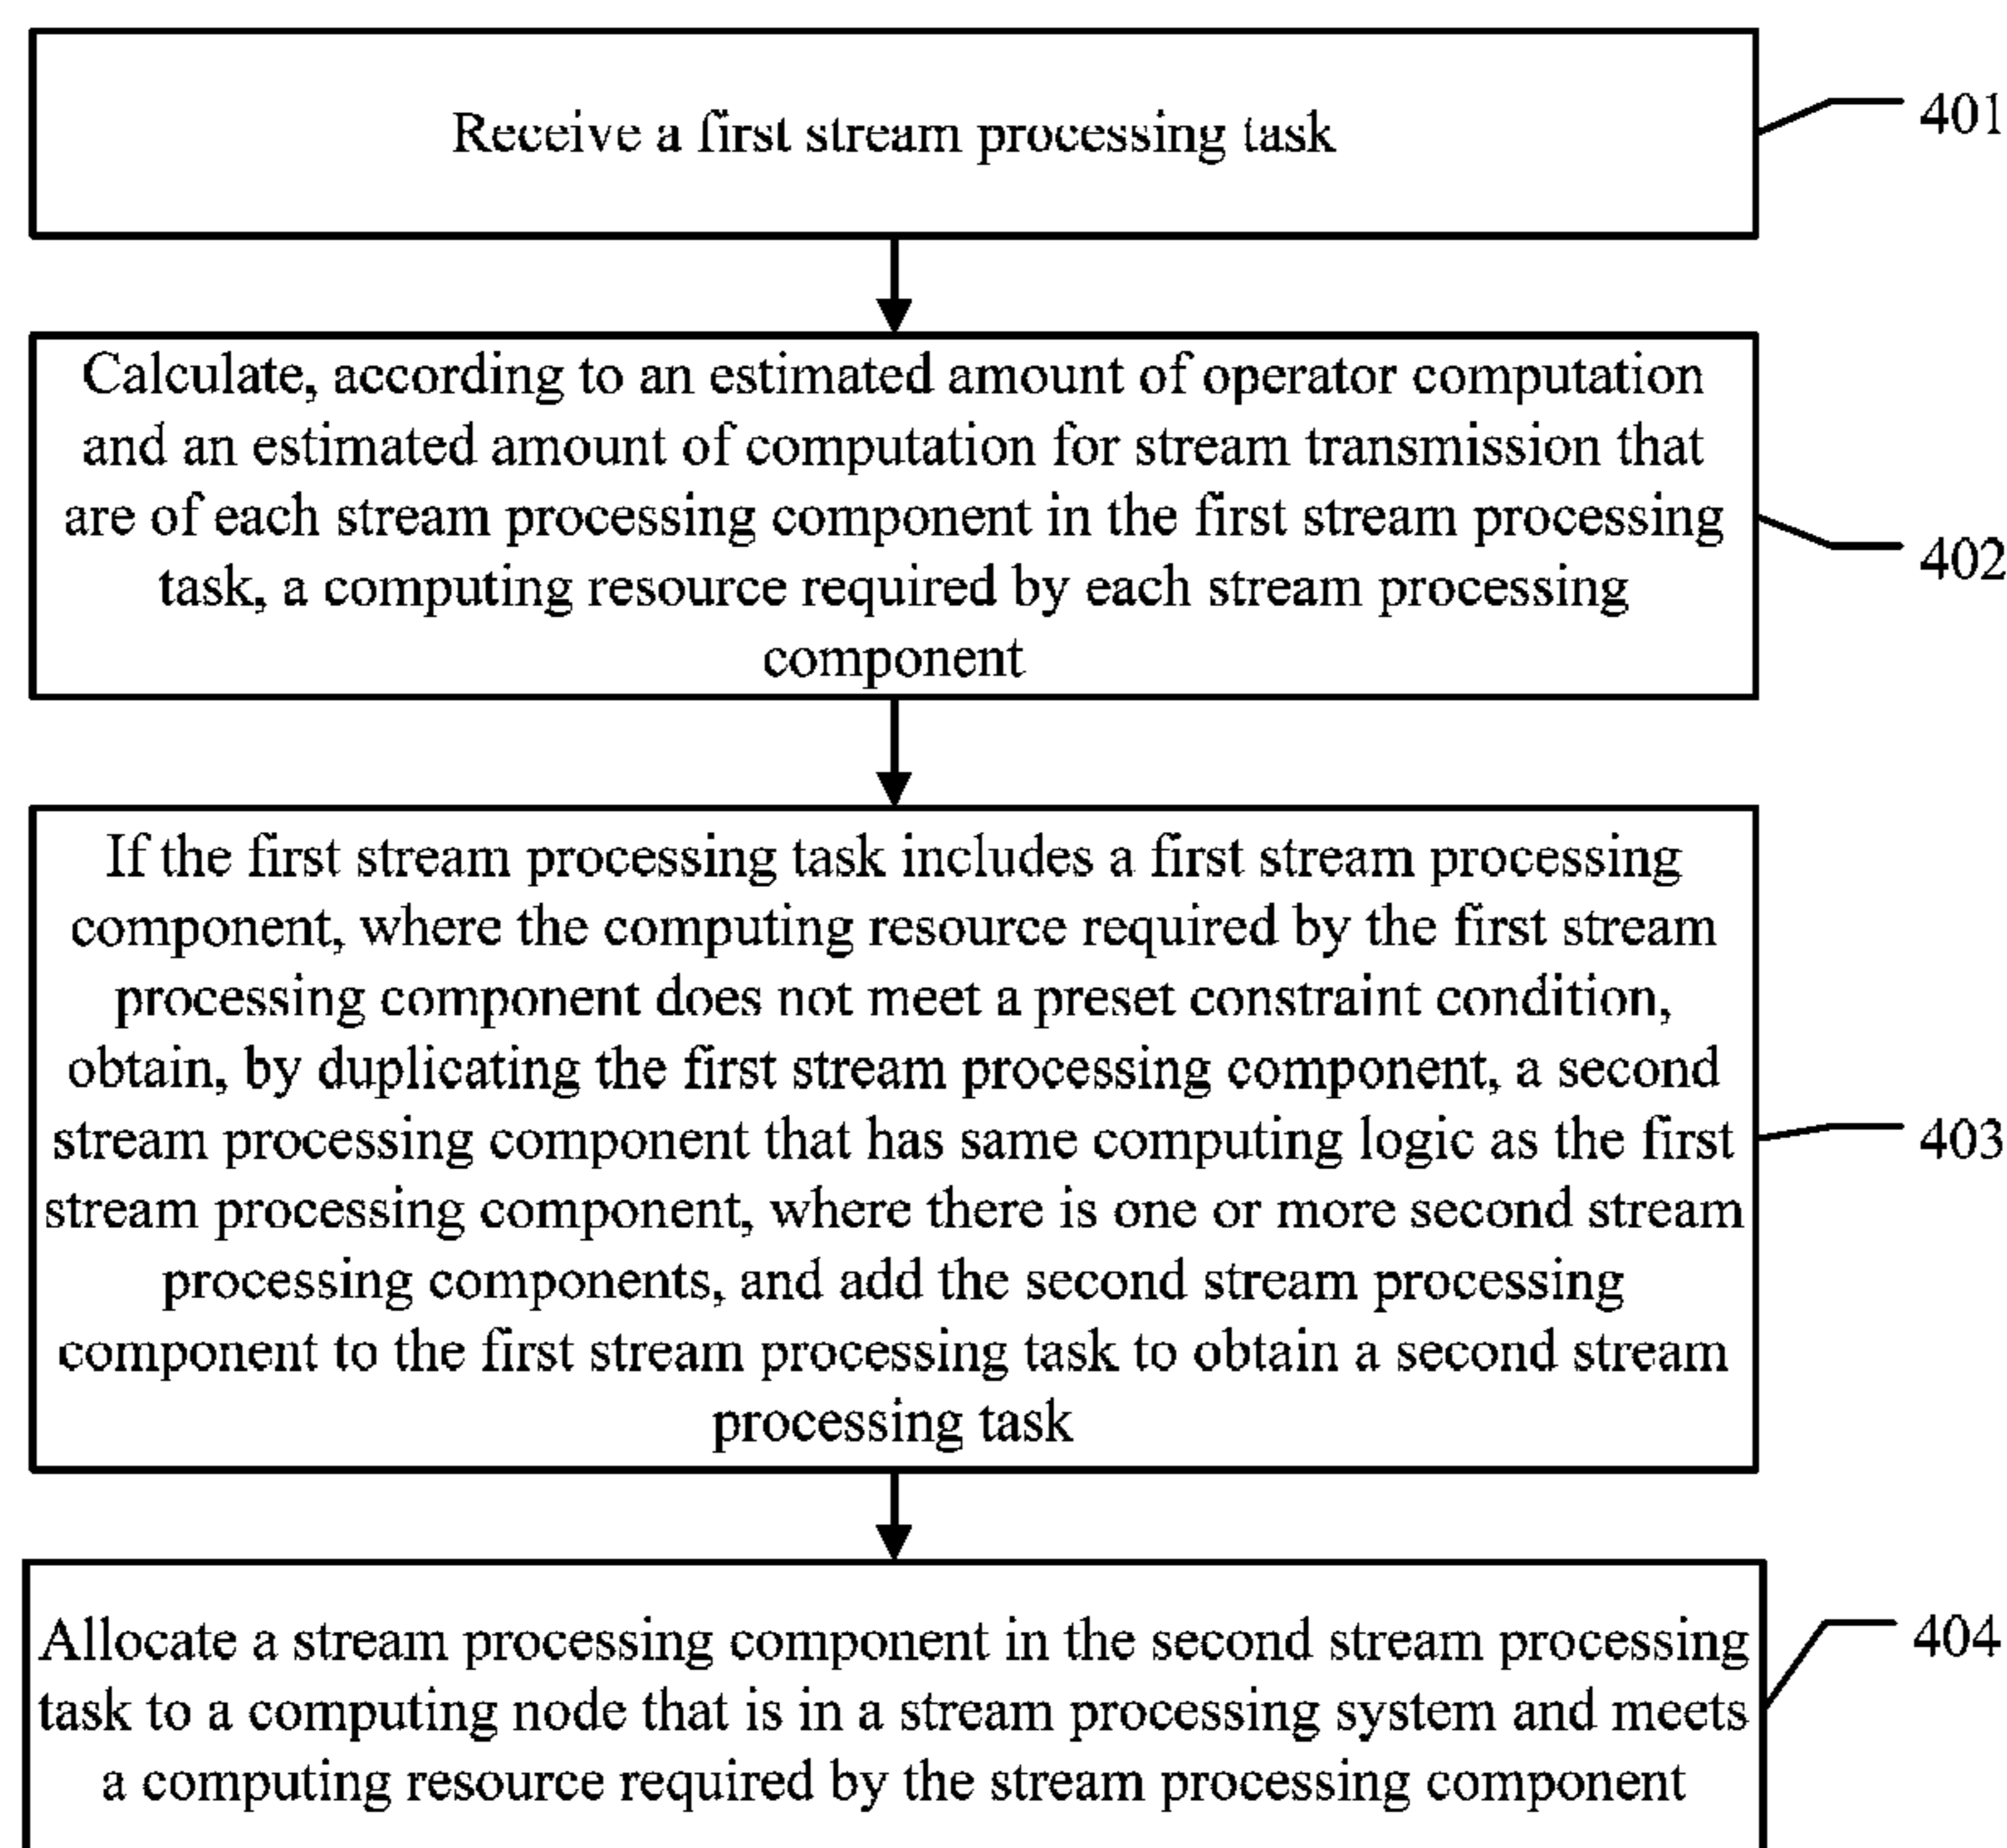 Receive a first stream processing task
401
Calculate, according to an estimated amount of operator computation
and an estimated amount of computation for stream transmission that
are of each stream processing component in the first stream processing
task, a computing resource required by each stream processing
component
402
If the first stream processing task includes a first stream processing
component, where the computing resource required by the first stream
processing component does not meet a preset constraint condition,
obtain, by duplicating the first stream processing component, a second
stream processing component that has same computing logic as the first
stream processing component, where there is one or more second stream
processing components, and add the second stream processing
component to the first stream processing task to obtain a second stream
processing task
403
Allocate a stream processing component in the second stream processing
task to a computing node that is in a stream processing system and meets
a computing resource required by the stream processing component
404